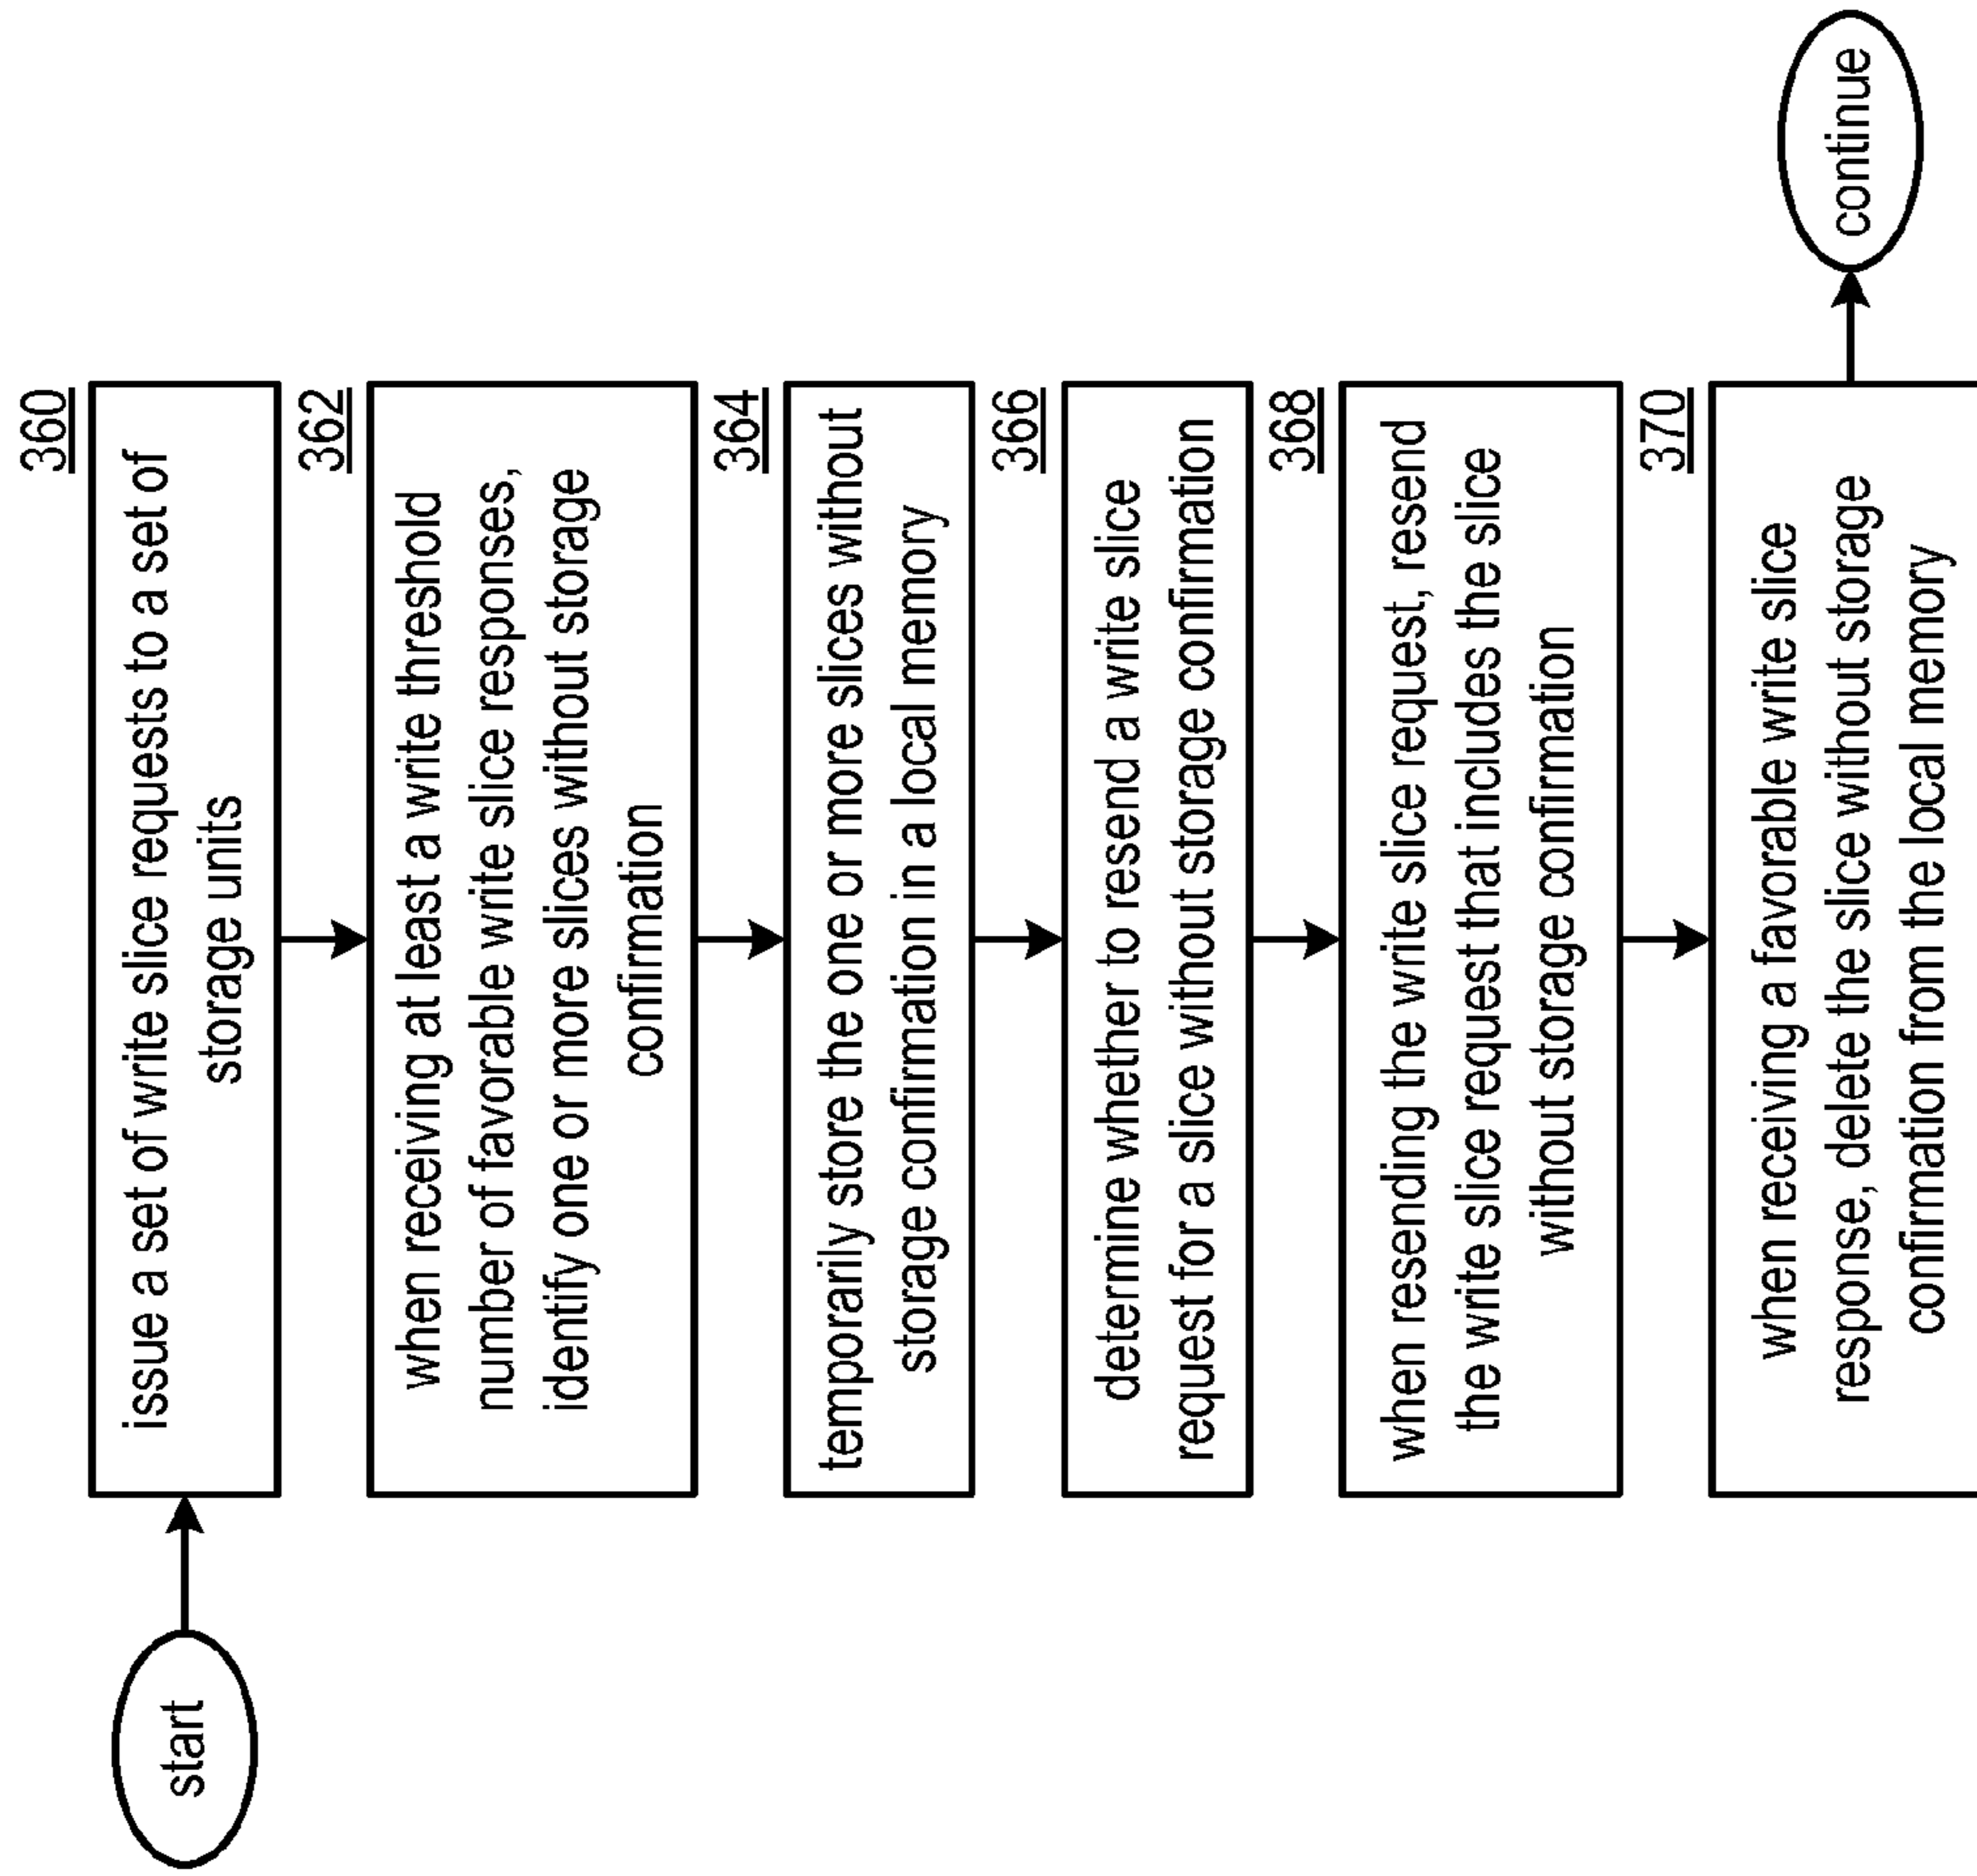 start
360
issue a set of write slice requests to a set of
storage units
362
when receiving at least a write threshold
number of favorable write slice responses,
identify one or more slices without storage
confirmation
364
temporarily store the one or more slices without
storage confirmation in a local memory
366
determine whether to resend a write slice
request for a slice without storage confirmation
368
when resending the write slice request, resend
the write slice request that includes the slice
without storage confirmation
370
when receiving a favorable write slice
response, delete the slice without storage
confirmation from the local memory
continue